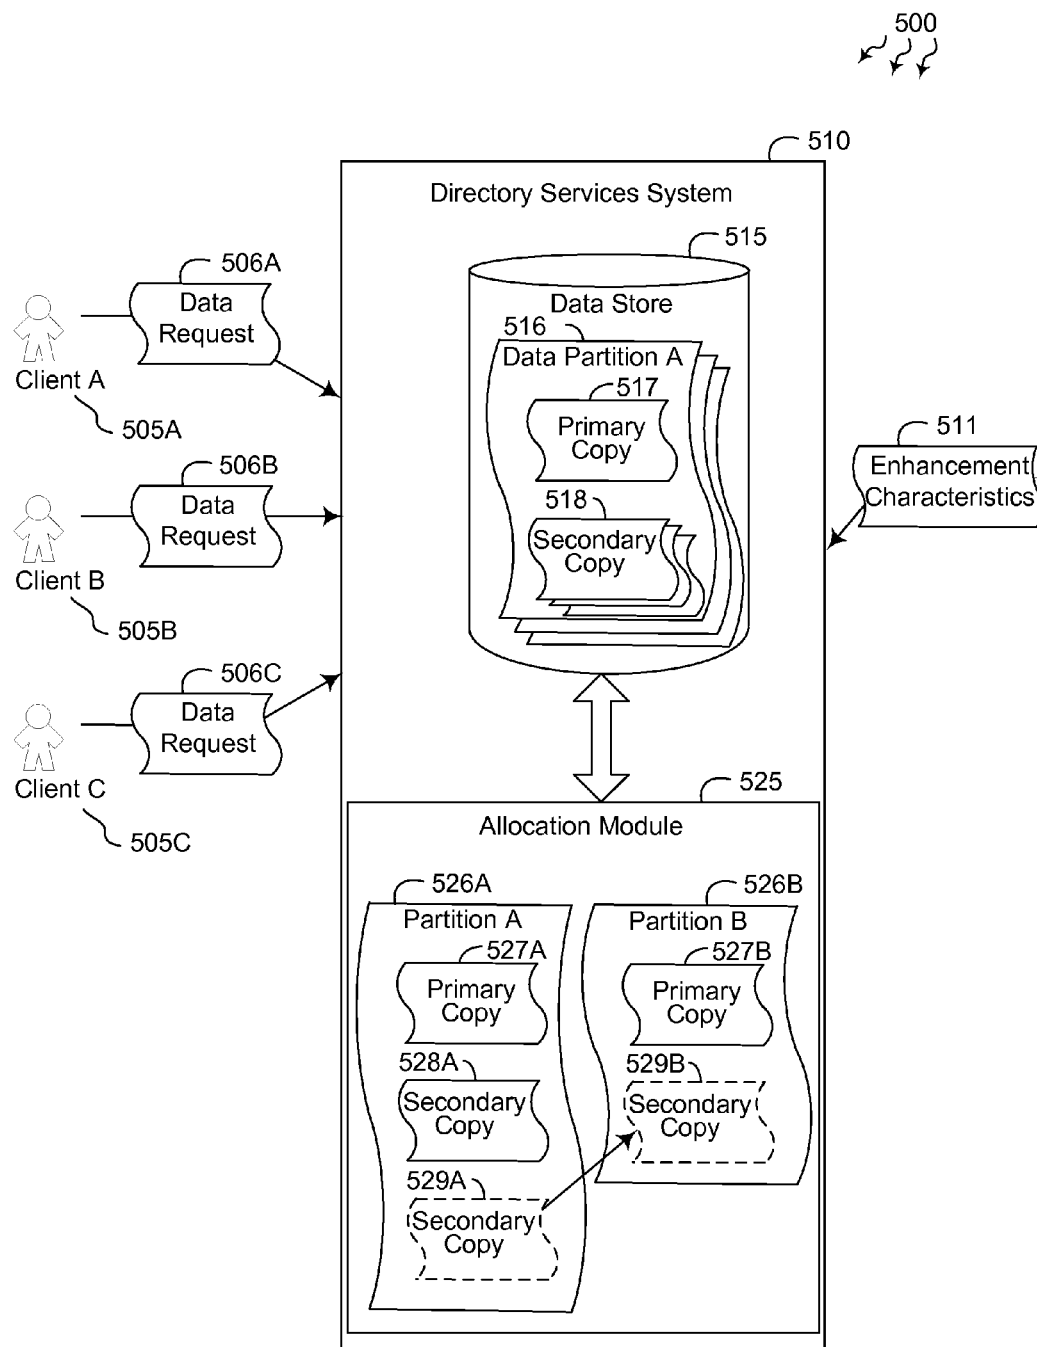 500
510
Directory Services System
515
Data Store
516
Data Partition A
517
Primary
Copy
518
Secondary
Copy
506A
Data
Request
Client A
505A
506B
Data
Request
Client B
505B
506C
Data
Request
Client C
505C
511
Enhancement
Characteristics
525
Allocation Module
526A
Partition A
527A
Primary
Copy
528A
Secondary
Copy
529A
Secondary
Copy
526B
Partition B
527B
Primary
Copy
529B
Secondary
Copy